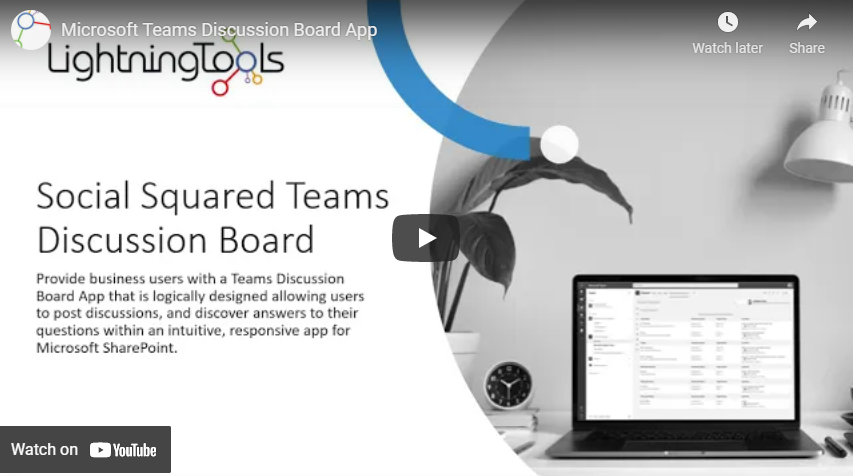 Microsoft Teams Discussion Board App
Watch later
Share
LightningTools
Social Squared Teams
Discussion Board
Provide business users with a Teams Discussion
Board App that is logically designed allowing users
to post discussions, and discover answers to their
questions within an intuitive, responsive app for
Microsoft SharePoint.
Watch on YouTube